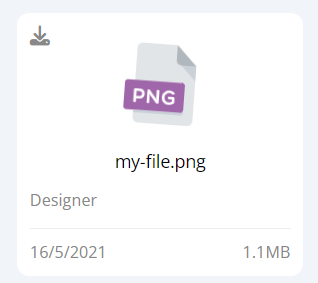 PNG
my-file.png
Designer
16/5/2021 1.1MB